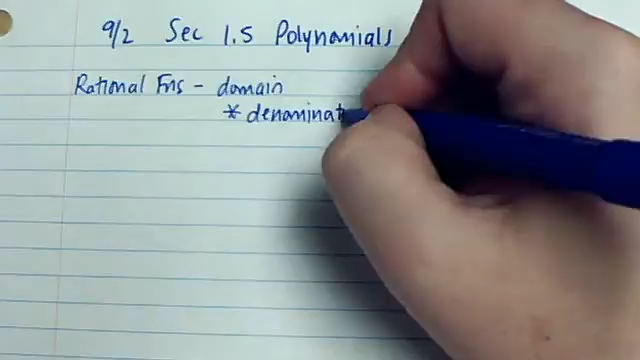 9/2 Sec 1.5 Polynomials
Rational Fns - domain
* denominat